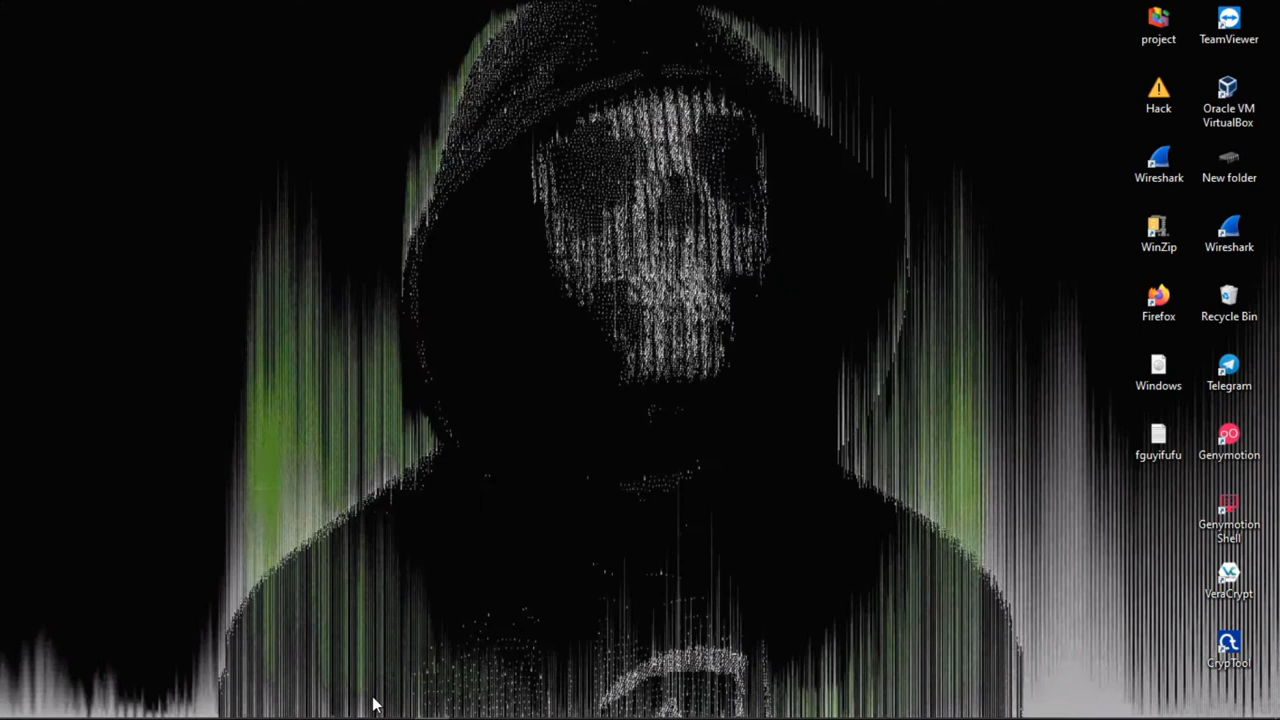 project
TeamViewer
Hack
Oracle VM
VirtualBox
Wireshark
New folder
WinZip
Wireshark
Firefox
Recycle Bin
Windows
Telegram
fguyifufu
Genymotion
Genymotion
Shell
VeraCrypt
CrypTool